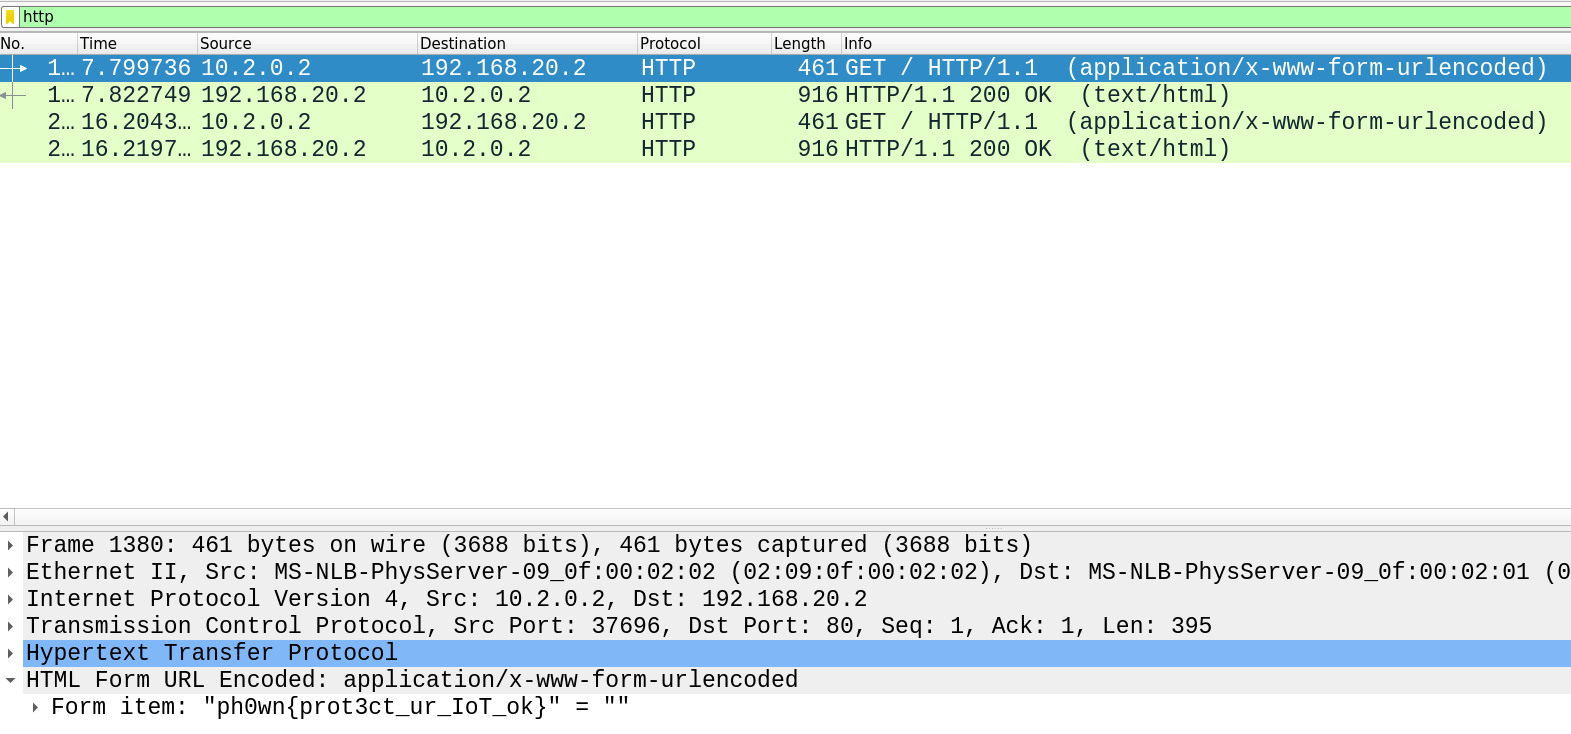 http
No. Time Source Destination Protocol Length Info
1… 7.799736 10.2.0.2 192.168.20.2 HTTP 461 GET / HTTP/1.1  (application/x-www-form-urlencoded)
1… 7.822749 192.168.20.2 10.2.0.2 HTTP 916 HTTP/1.1 200 OK  (text/html)
2… 16.2043… 10.2.0.2 192.168.20.2 HTTP 461 GET / HTTP/1.1  (application/x-www-form-urlencoded)
2… 16.2197… 192.168.20.2 10.2.0.2 HTTP 916 HTTP/1.1 200 OK  (text/html)
Frame 1380: 461 bytes on wire (3688 bits), 461 bytes captured (3688 bits)
Ethernet II, Src: MS-NLB-PhysServer-09_0f:00:02:02 (02:09:0f:00:02:02), Dst: MS-NLB-PhysServer-09_0f:00:02:01 (0
Internet Protocol Version 4, Src: 10.2.0.2, Dst: 192.168.20.2
Transmission Control Protocol, Src Port: 37696, Dst Port: 80, Seq: 1, Ack: 1, Len: 395
Hypertext Transfer Protocol
HTML Form URL Encoded: application/x-www-form-urlencoded
Form item: "ph0wn{prot3ct_ur_IoT_ok}" = ""